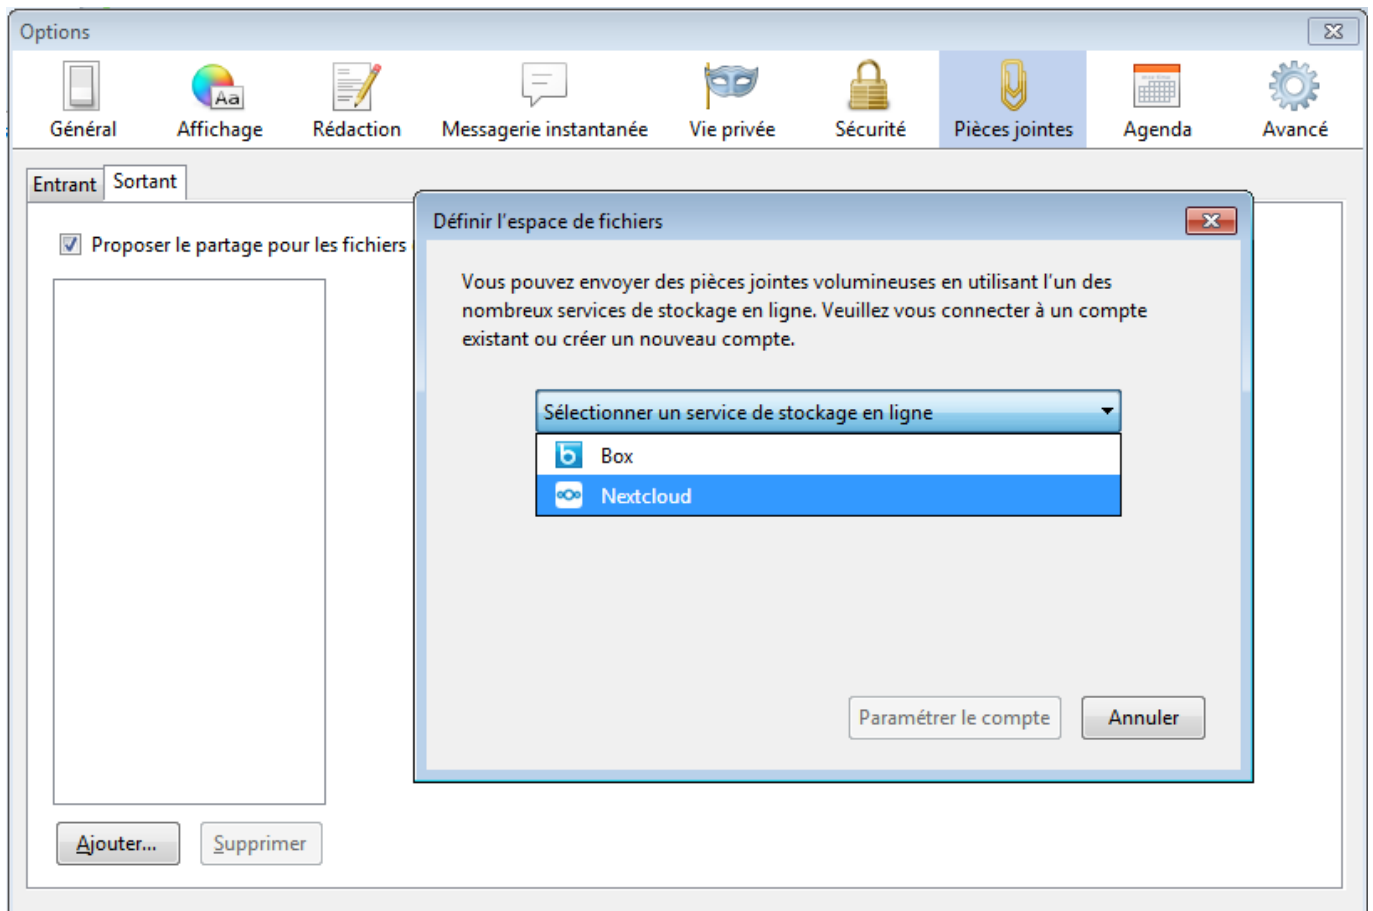 Options
Général
Affichage
Aa
Rédaction
Messagerie instantanée
Vie privée
Sécurité
Pièces jointes
Agenda
Avancé
Entrant
Sortant
Proposer le partage pour les fichiers
Définir l'espace de fichiers
Vous pouvez envoyer des pièces jointes volumineuses en utilisant l'un des
nombreux services de stockage en ligne. Veuillez vous connecter à un compte
existant ou créer un nouveau compte.
Sélectionner un service de stockage en ligne
b Box
Nextcloud
Paramétrer le compte
Annuler
Ajouter...
Supprimer